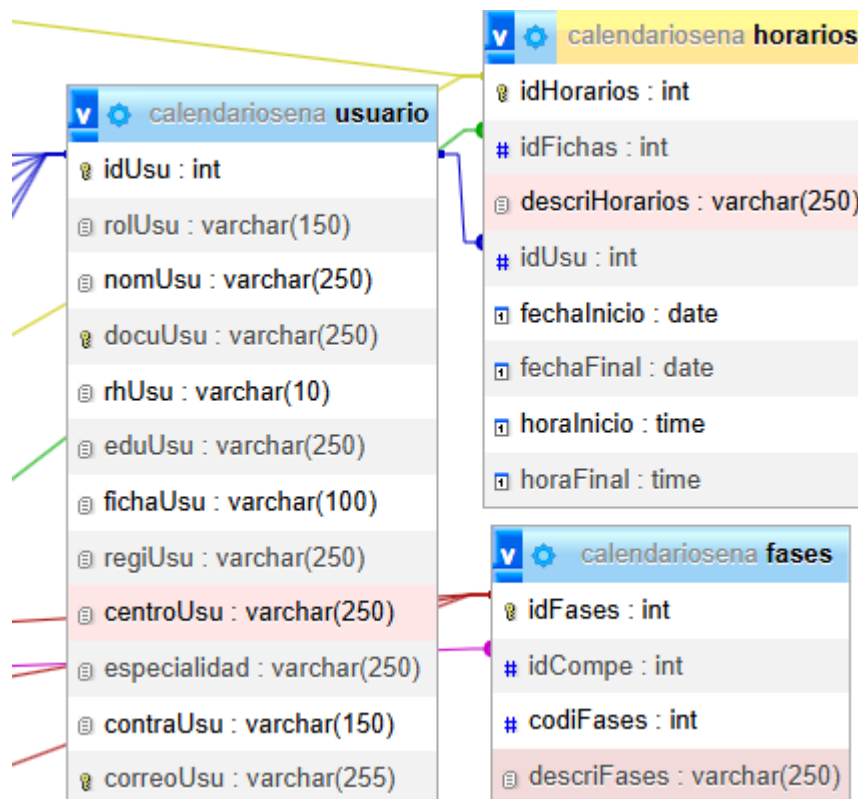 v calendariosena usuario
idUsu : int
rolUsu : varchar(150)
nomUsu : varchar(250)
docuUsu : varchar(250)
rhUsu : varchar(10)
eduUsu : varchar(250)
fichaUsu : varchar(100)
regiUsu : varchar(250)
centroUsu : varchar(250)
especialidad : varchar(250)
contraUsu : varchar(150)
correoUsu : varchar(255)
v calendariosena horarios
idHorarios : int
# idFichas : int
descriHorarios : varchar(250)
# idUsu : int
fechaInicio : date
fechaFinal : date
horaInicio : time
horaFinal : time
v calendariosena fases
idFases : int
# idCompe : int
# codiFases : int
descriFases : varchar(250)